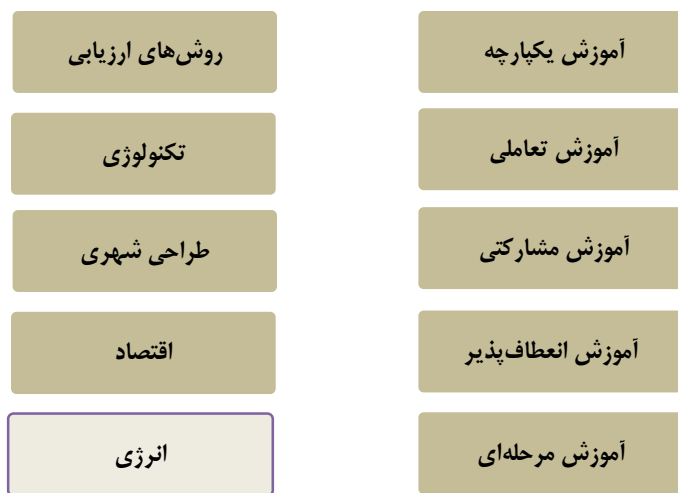 آموزش یکپارچه
روش‌های ارزیابی
آموزش تعاملی
تکنولوژی
آموزش مشارکتی
طراحی شهری
آموزش انعطاف‌پذیر
اقتصاد
آموزش مرحله‌ای
انرژی